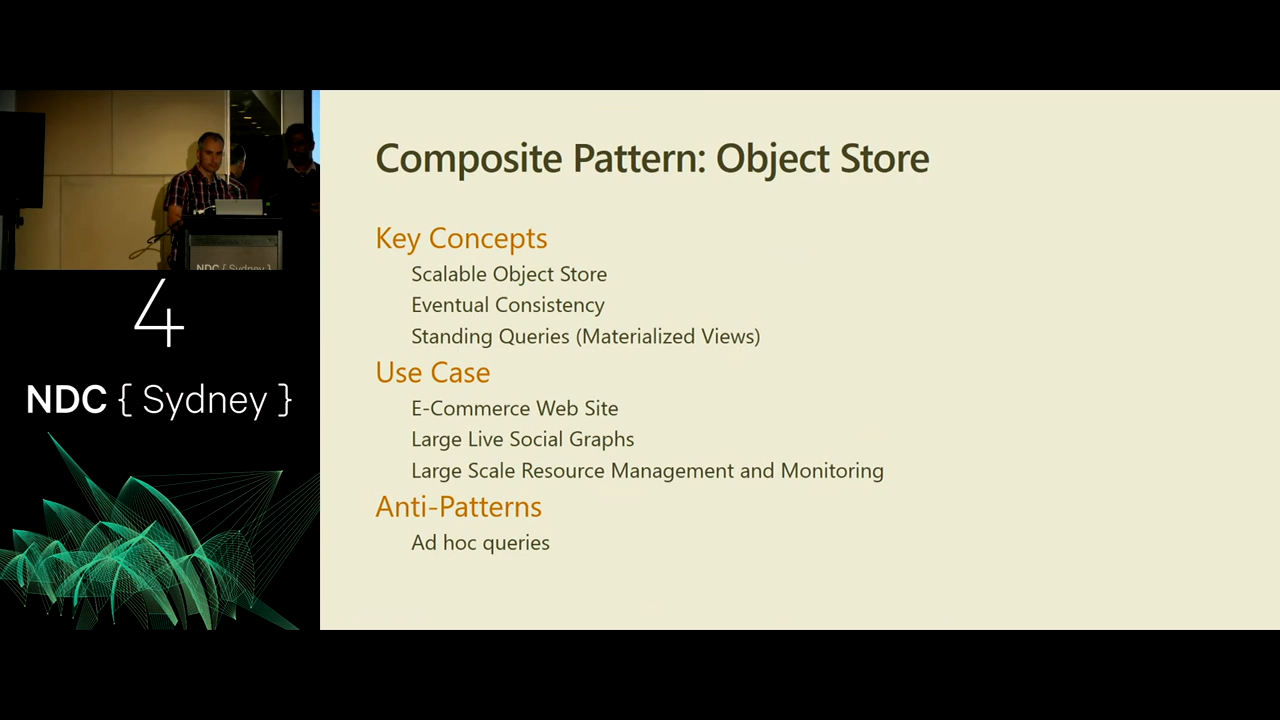 Composite Pattern: Object Store
Key Concepts
Scalable Object Store
Eventual Consistency
Standing Queries (Materialized Views)
Use Case
E-Commerce Web Site
Large Live Social Graphs
Large Scale Resource Management and Monitoring
Anti-Patterns
Ad hoc queries
NDC { Sydney }
4
NDC { Sydney }